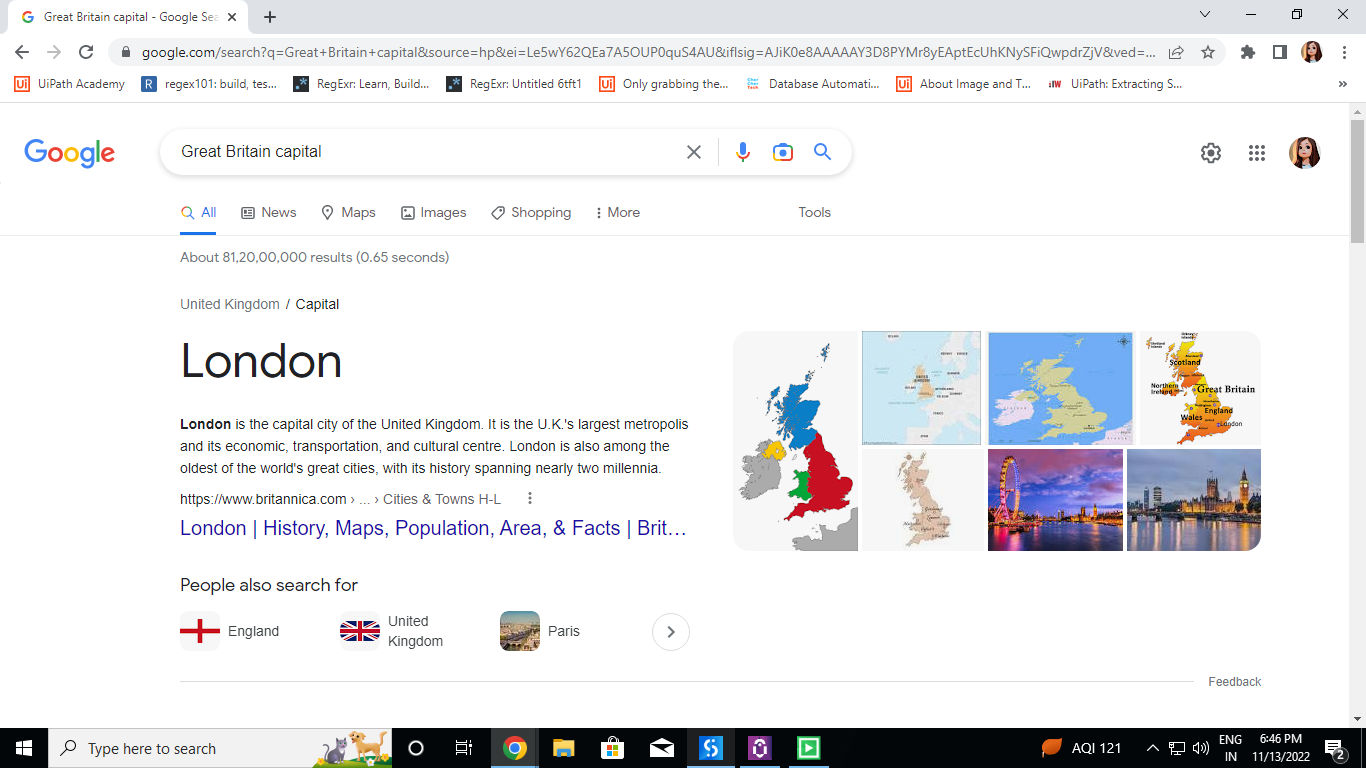 Great Britain capital - Google Sea
google.com/search?q=Great+Britain+capital&source=hp&ei=Le5wY62QEa7A5OUP0quS4AU&iflsig=AJiK0e8AAAAAY3D8PYMr8yEAptEcUhKNySFiQwpdrZjV&ved=...
UiPath Academy
regex101: build, tes...
RegExr: Learn, Build...
RegExr: Untitled 6tft1
Only grabbing the...
Database Automati...
About Image and T...
UiPath: Extracting S...
Google
Great Britain capital
All
News
Maps
Images
Shopping
More
Tools
About 81,20,00,000 results (0.65 seconds)
United Kingdom / Capital
London
London is the capital city of the United Kingdom. It is the U.K.'s largest metropolis
and its economic, transportation, and cultural centre. London is also among the
oldest of the world's great cities, with its history spanning nearly two millennia.
https://www.britannica.com › ... › Cities & Towns H-L
London | History, Maps, Population, Area, & Facts | Brit...
Scotland
Northern
Ireland
Great Britain
England
Wales
London
People also search for
England
United
Kingdom
Paris
Feedback
Type here to search
AQI 121
ENG
IN
6:46 PM
11/13/2022
2